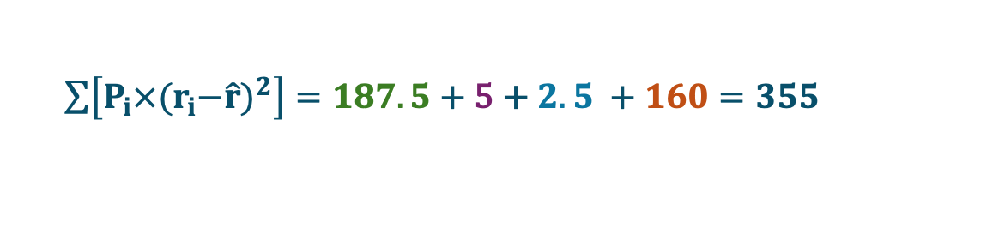 ∑[Pᵢ×(rᵢ−r̂)²] = 187.5 + 5 + 2.5 + 160 = 355